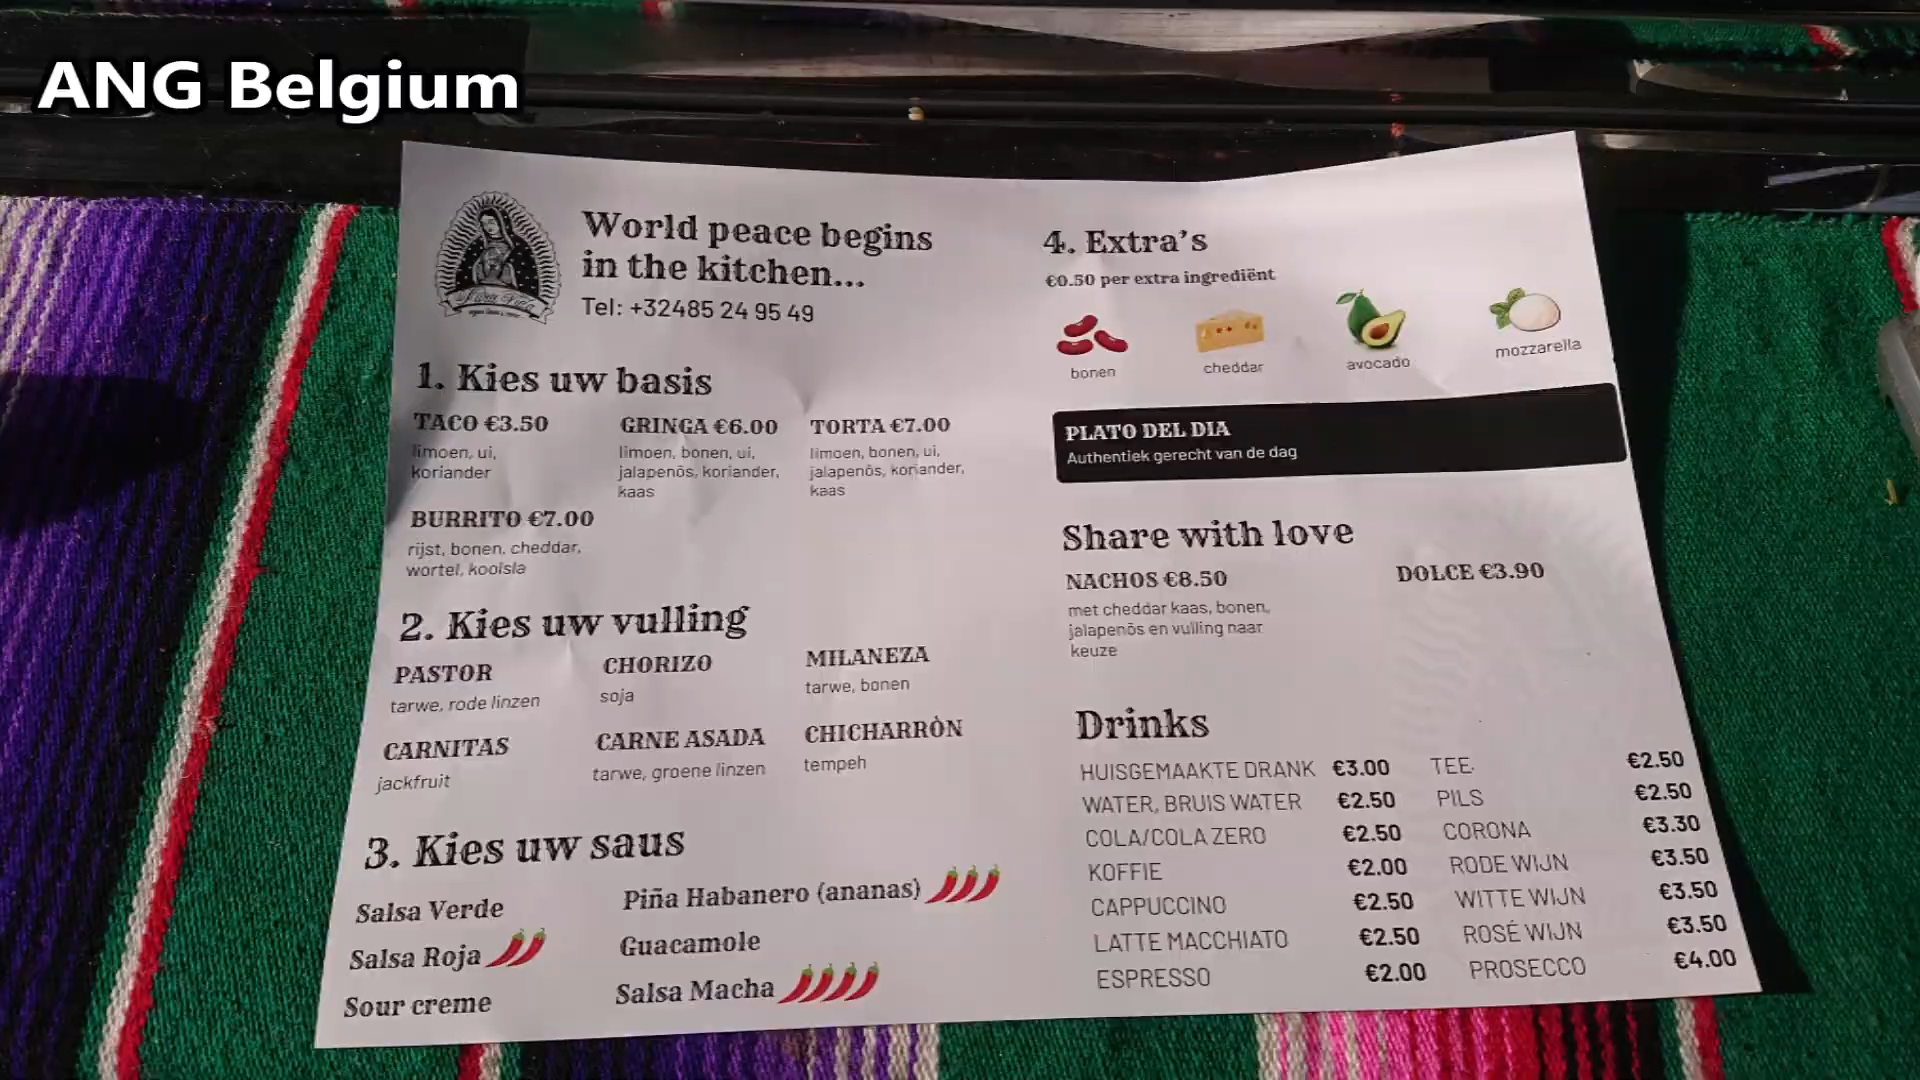 ANG Belgium
World peace begins
in the kitchen...
Tel: +32485 24 95 49
1. Kies uw basis
TACO €3.50
limoen, ui,
koriander
GRINGA €6.00
limoen, bonen, ui,
jalapenõs, koriander,
kaas
TORTA €7.00
limoen, bonen, ui,
jalapenõs, koriander,
kaas
BURRITO €7.00
rijst, bonen, cheddar,
wortel, koolsla
2. Kies uw vulling
PASTOR
tarwe, rode linzen
CHORIZO
soja
MILANEZA
tarwe, bonen
CARNITAS
jackfruit
CARNE ASADA
tarwe, groene linzen
CHICHARRÒN
tempeh
3. Kies uw saus
Salsa Verde
Salsa Roja
Sour creme
Piña Habanero (ananas)
Guacamole
Salsa Macha
4. Extra's
€0.50 per extra ingrediënt
bonen
cheddar
avocado
mozzarella
PLATO DEL DIA
Authentiek gerecht van de dag
Share with love
NACHOS €8.50
met cheddar kaas, bonen,
jalapenõs en vulling naar
keuze
DOLCE €3.90
Drinks
HUISGEMAAKTE DRANK €3.00
WATER, BRUIS WATER €2.50
COLA/COLA ZERO €2.50
KOFFIE €2.00
CAPPUCCINO €2.50
LATTE MACCHIATO €2.50
ESPRESSO €2.00
TEE €2.50
PILS €2.50
CORONA €3.30
RODE WIJN €3.50
WITTE WIJN €3.50
ROSÉ WIJN €3.50
PROSECCO €4.00